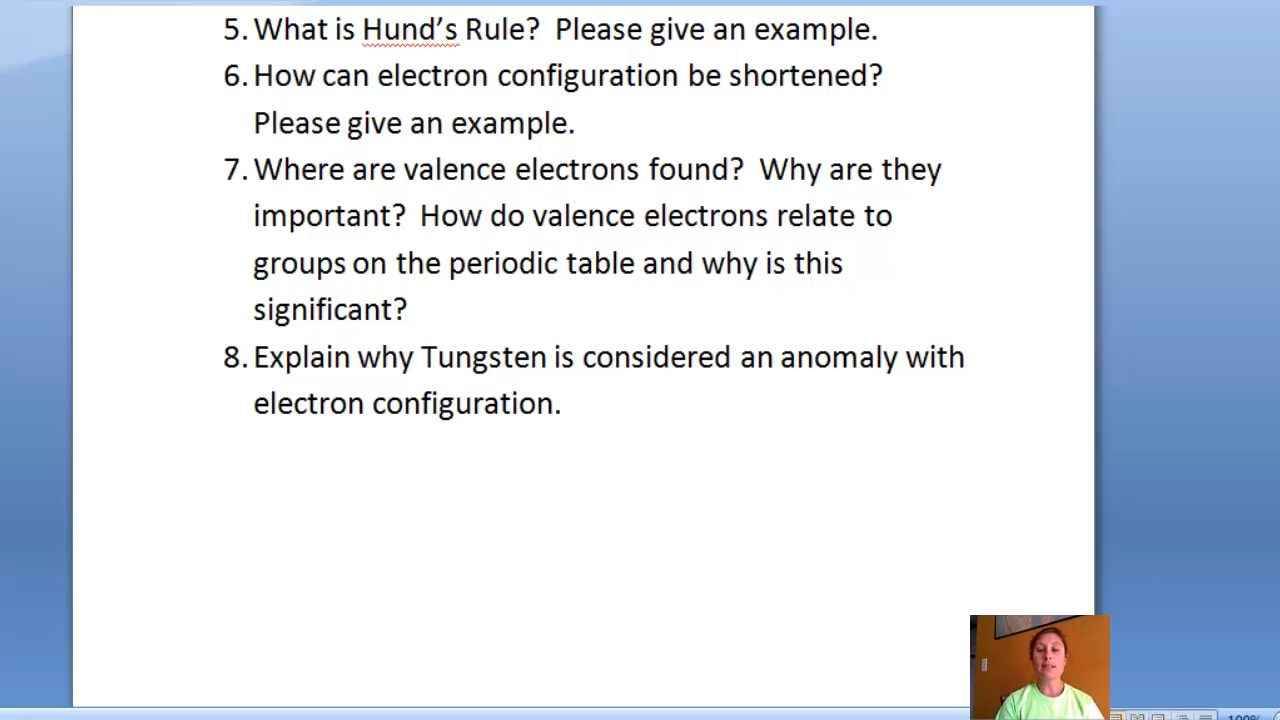 5. What is Hund’s Rule?  Please give an example.
6. How can electron configuration be shortened?
Please give an example.
7. Where are valence electrons found?  Why are they
important?  How do valence electrons relate to
groups on the periodic table and why is this
significant?
8. Explain why Tungsten is considered an anomaly with
electron configuration.
100%